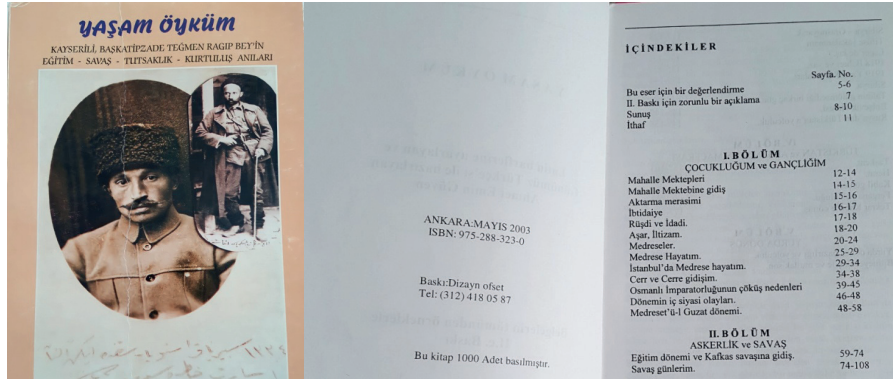 YAŞAM ÖYKÜM
KAYSERİLİ, BAŞKATİPZADE TEĞMEN RAGIP BEY'İN
EĞİTİM - SAVAŞ - TUTSAKLIK - KURTULUŞ ANILARI
ANKARA:MAYIS 2003
ISBN: 975-288-323-0
Baskı:Dizayn ofset
Tel: (312) 418 05 87
Bu kitap 1000 Adet basılmıştır.
İÇİNDEKİLER
Sayfa. No.
Bu eser için bir değerlendirme 5-6
II. Baskı için zorunlu bir açıklama 7
Sunuş 8-10
İthaf 11
I. BÖLÜM
ÇOCUKLUĞUM ve GANÇLİĞİM
Mahalle Mektepleri 12-14
Mahalle Mektebine gidiş 14-15
Aktarma merasimi 15-16
İbtidaiye 16-17
Rüşdi ve İdadi. 17-18
Aşar, İltizam. 18-20
Medreseler. 20-24
Medrese Hayatım. 25-29
İstanbul'da Medrese hayatım. 29-34
Cerr ve Cerre gidişim. 34-38
Osmanlı İmparatorluğunun çöküş nedenleri 39-45
Dönemin iç siyasi olayları. 46-48
Medreset'ü-l Guzat dönemi. 48-58
II. BÖLÜM
ASKERLİK ve SAVAŞ
Eğitim dönemi ve Kafkas savaşına gidiş. 59-74
Savaş günlerim. 74-108